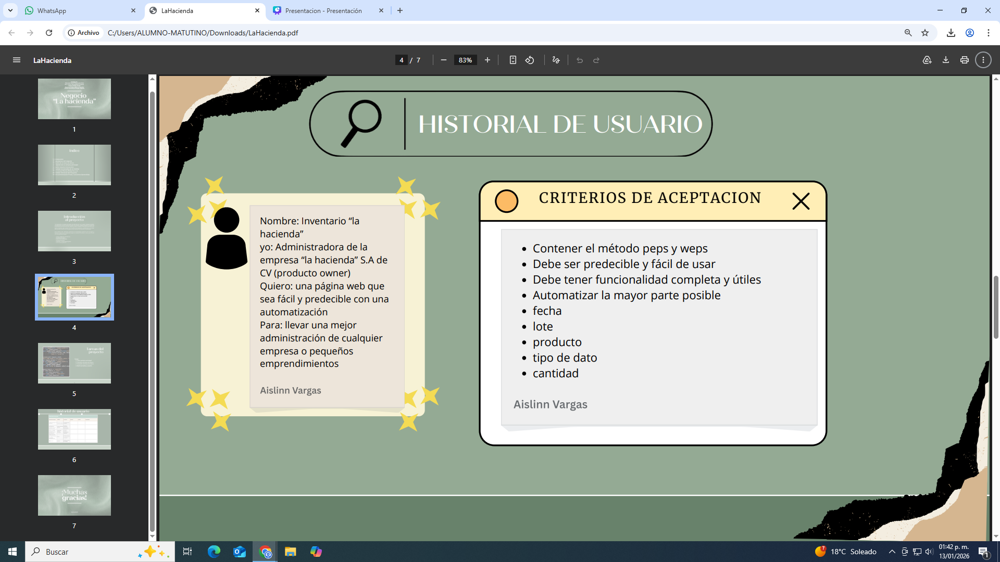 WhatsApp
LaHacienda
Presentacion - Presentación
Archivo
C:/Users/ALUMNO-MATUTINO/Downloads/LaHacienda.pdf
LaHacienda
4 / 7
83%
Negocio
“La hacienda”
1
Índice
2
Introducción
al proyecto
3
4
Tareas del
proyecto
5
historial de usuario
6
¡Muchas
gracias!
7
HISTORIAL DE USUARIO
Nombre: Inventario “la
hacienda”
yo: Administradora de la
empresa “la hacienda” S.A de
CV (producto owner)
Quiero: una página web que
sea fácil y predecible con una
automatización
Para: llevar una mejor
administración de cualquier
empresa o pequeños
emprendimientos
Aislinn Vargas
CRITERIOS DE ACEPTACION
• Contener el método peps y weps
• Debe ser predecible y fácil de usar
• Debe tener funcionalidad completa y útiles
• Automatizar la mayor parte posible
• fecha
• lote
• producto
• tipo de dato
• cantidad
Aislinn Vargas
Buscar
7
18°C Soleado
01:42 p. m.
13/01/2026
1